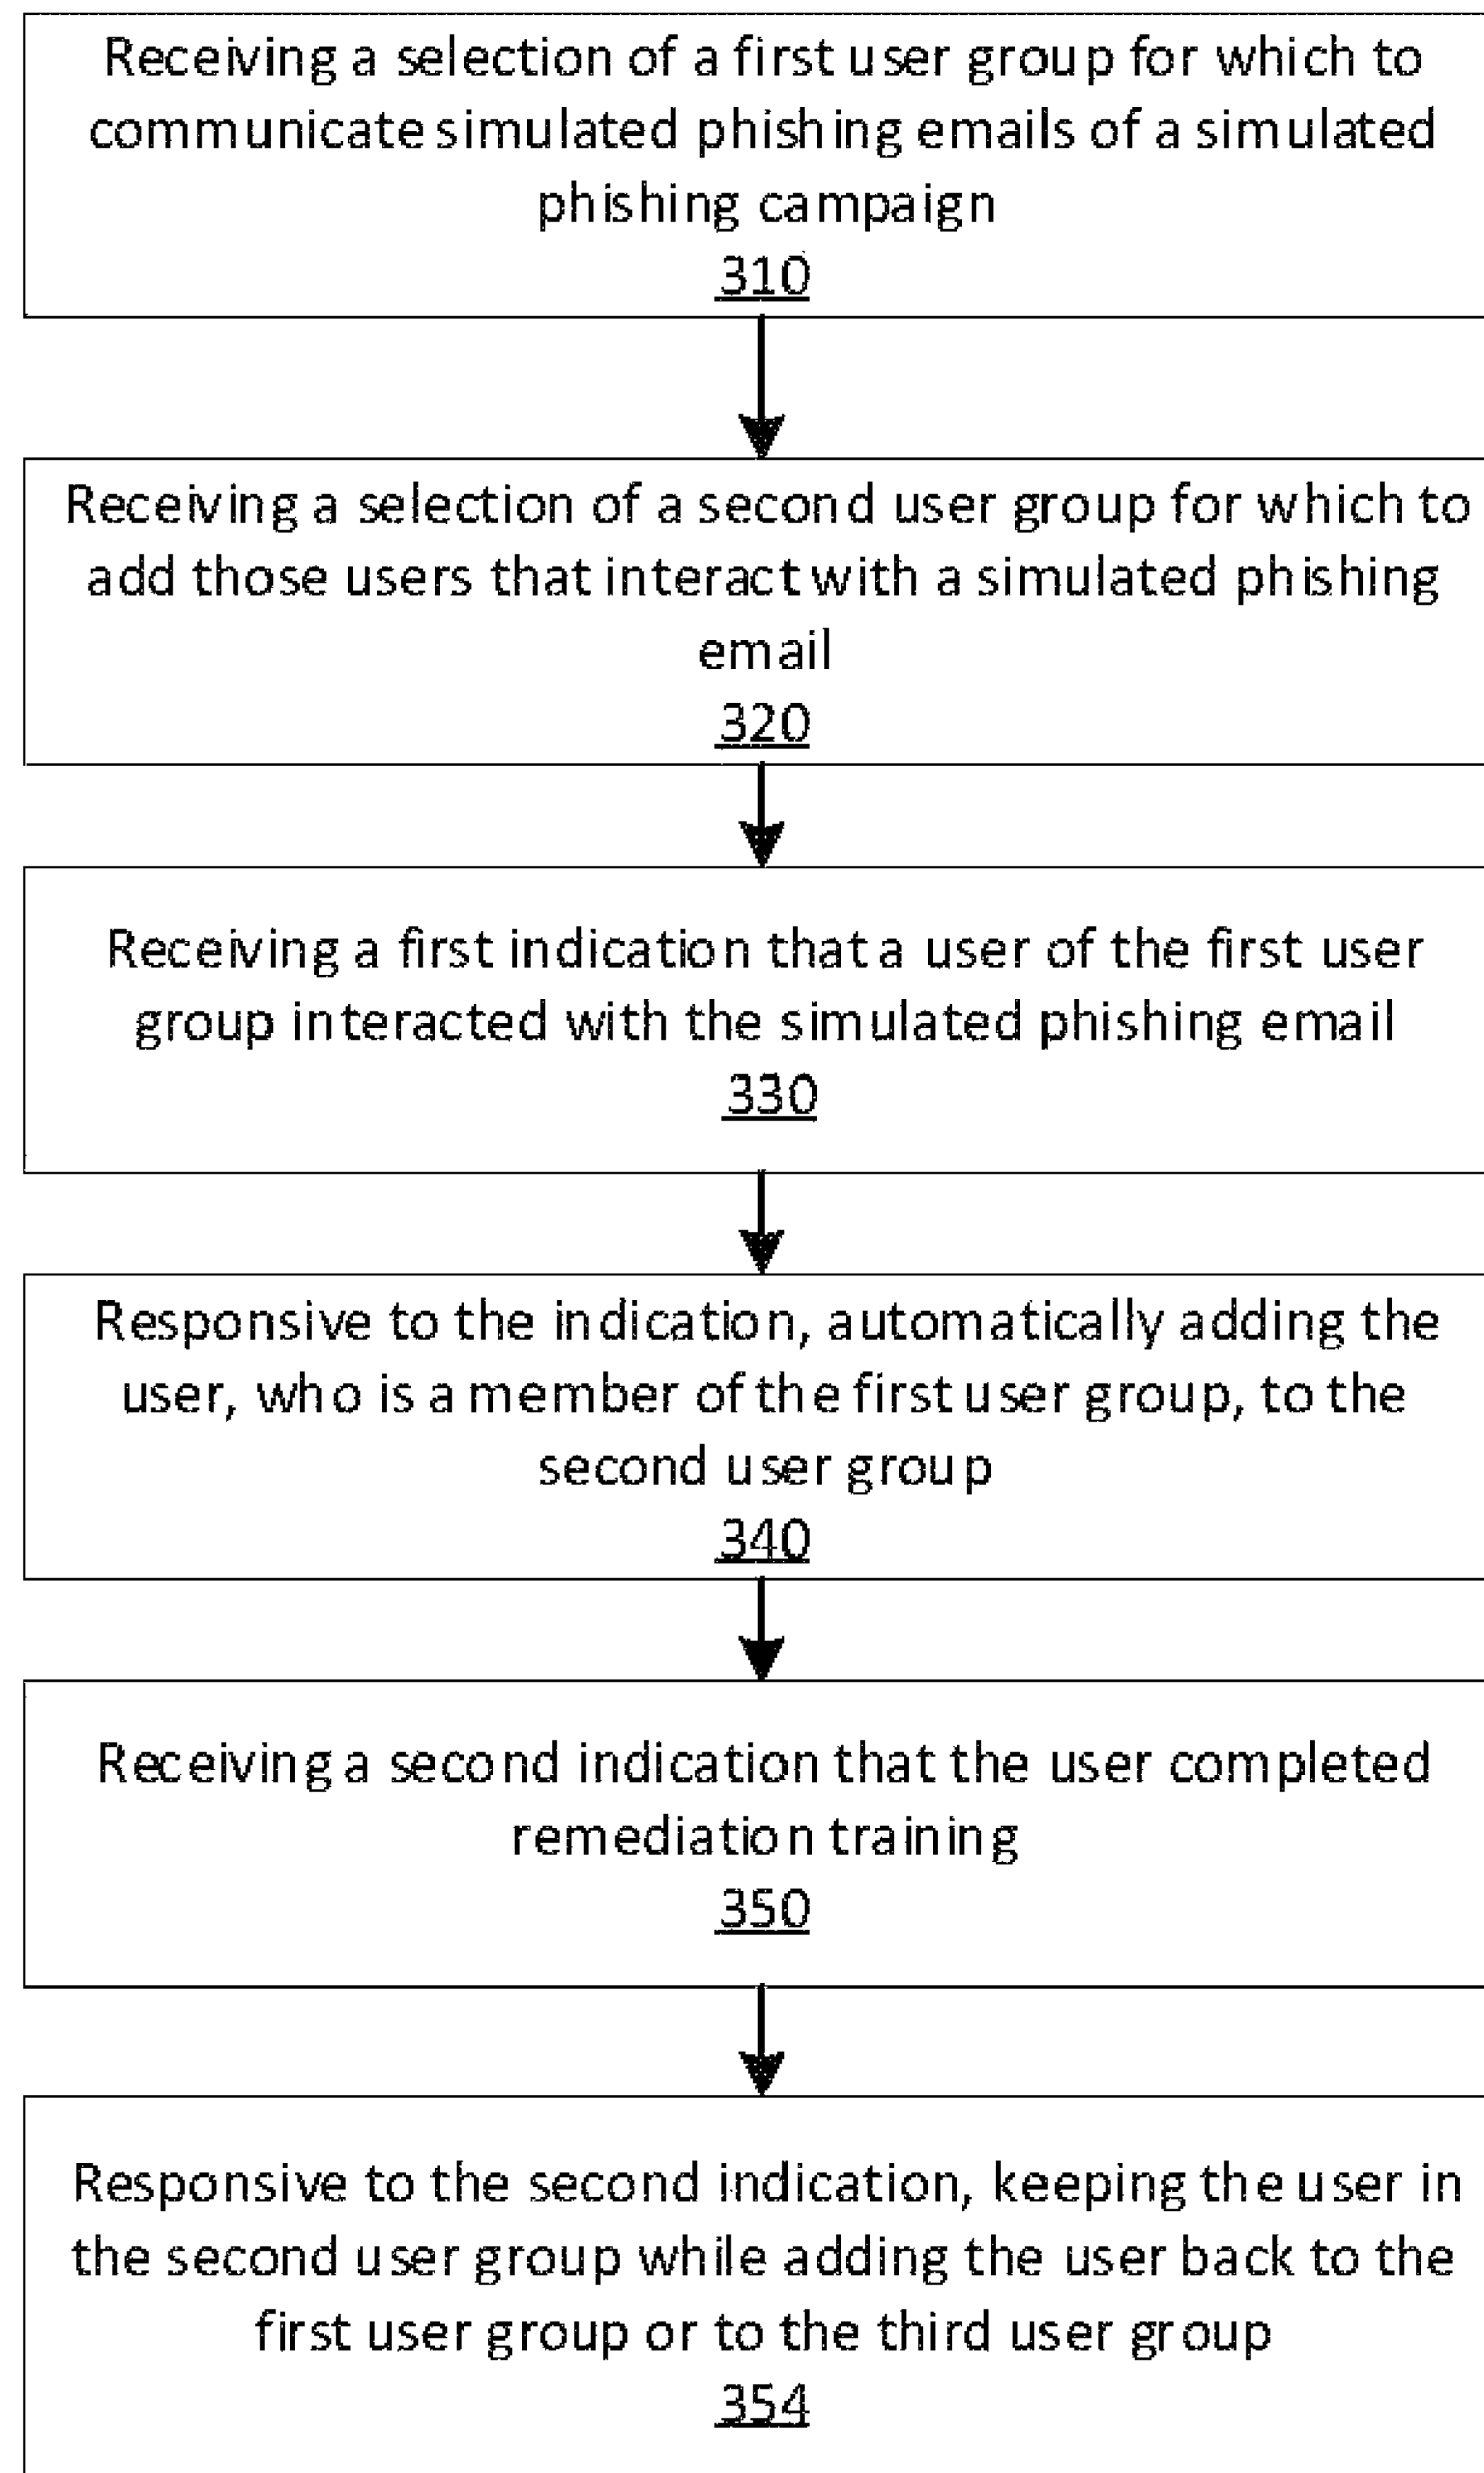 Receiving a selection of a first user group for which to
communicate simulated phishing emails of a simulated
phishing campaign
310
Receiving a selection of a second user group for which to
add those users that interact with a simulated phishing
email
320
Receiving a first indication that a user of the first user
group interacted with the simulated phishing email
330
Responsive to the indication, automatically adding the
user, who is a member of the first user group, to the
second user group
340
Receiving a second indication that the user completed
remediation training
350
Responsive to the second indication, keeping the user in
the second user group while adding the user back to the
first user group or to the third user group
354